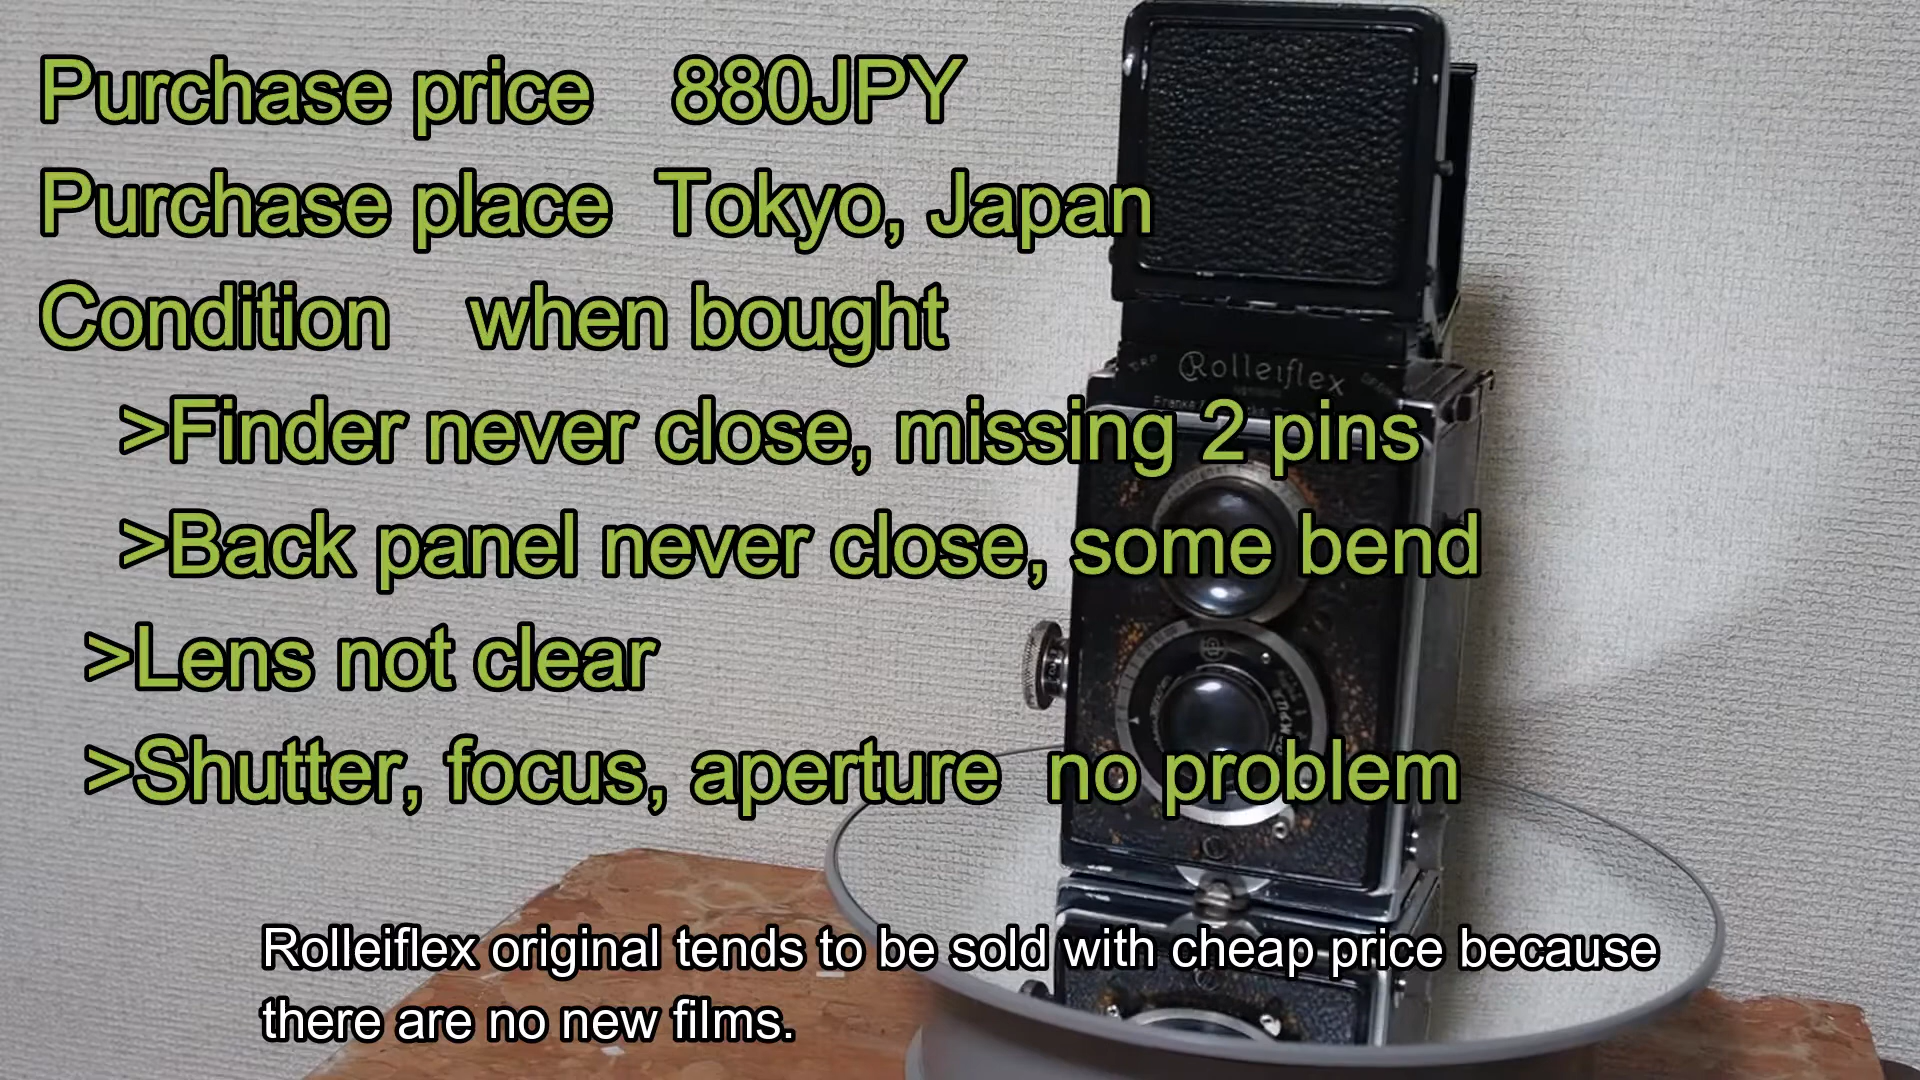 Purchase price 880JPY
Purchase place Tokyo, Japan
Condition when bought
Rolleiflex
>Finder never close, missing 2 pins
>Back panel never close, some bend
>Lens not clear
>Shutter, focus, aperture no problem
Rolleiflex original tends to be sold with cheap price because
there are no new films.